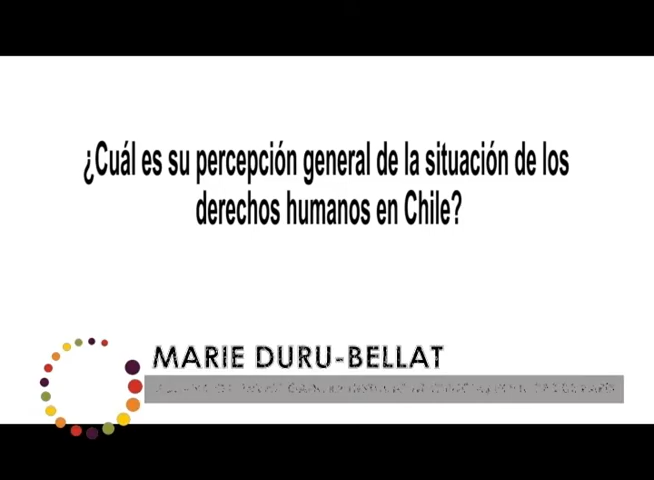 ¿Cuál es su percepción general de la situación de los
derechos humanos en Chile?
MARIE DURU-BELLAT